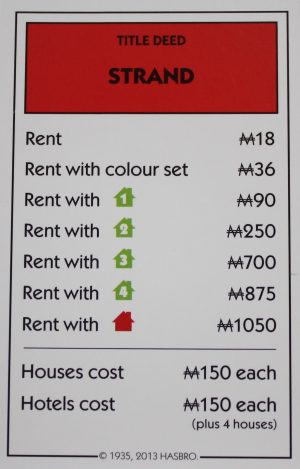 TITLE DEED
STRAND
Rent ₩18
Rent with colour set ₩36
Rent with 1 ₩90
Rent with 2 ₩250
Rent with 3 ₩700
Rent with 4 ₩875
Rent with ₩1050
Houses cost ₩150 each
Hotels cost ₩150 each
(plus 4 houses)
© 1935, 2013 HASBRO.